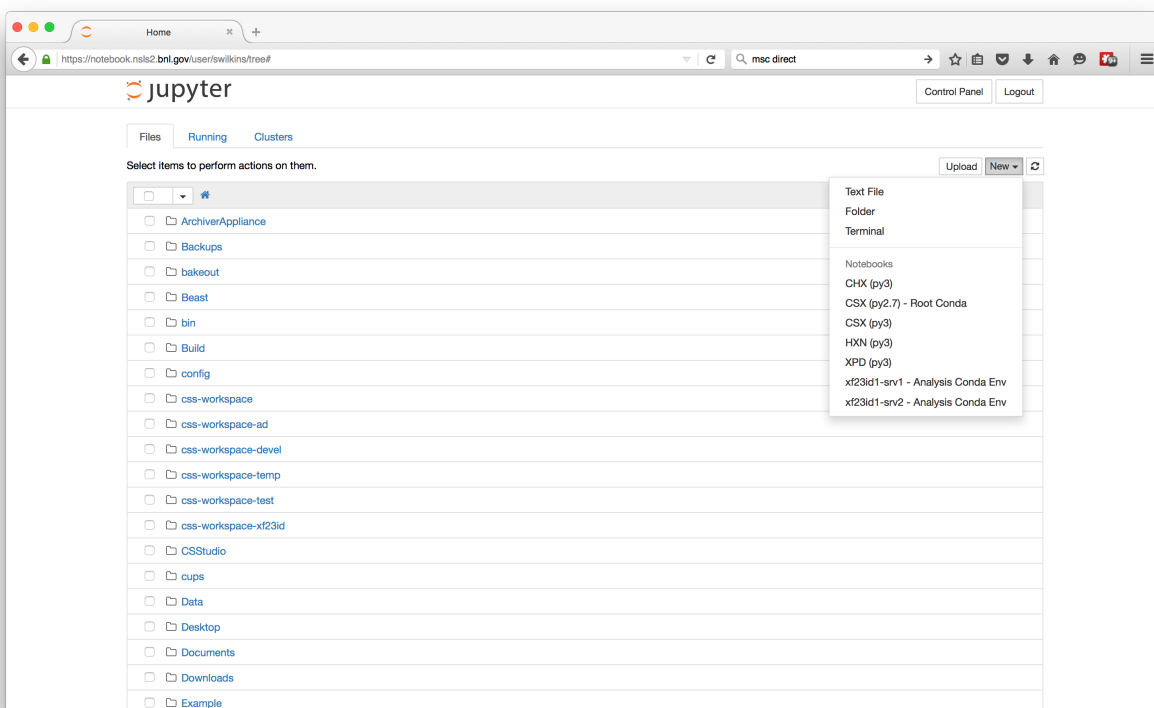 Home
https://notebook.nsls2.bnl.gov/user/swilkins/tree#
msc direct
jupyter
Control Panel Logout
Files Running Clusters
Select items to perform actions on them.
Upload New
Text File
Folder
Terminal
Notebooks
CHX (py3)
CSX (py2.7) - Root Conda
CSX (py3)
HXN (py3)
XPD (py3)
xf23id1-srv1 - Analysis Conda Env
xf23id1-srv2 - Analysis Conda Env
ArchiverAppliance
Backups
bakeout
Beast
bin
Build
config
css-workspace
css-workspace-ad
css-workspace-devel
css-workspace-temp
css-workspace-test
css-workspace-xf23id
CSStudio
cups
Data
Desktop
Documents
Downloads
Example